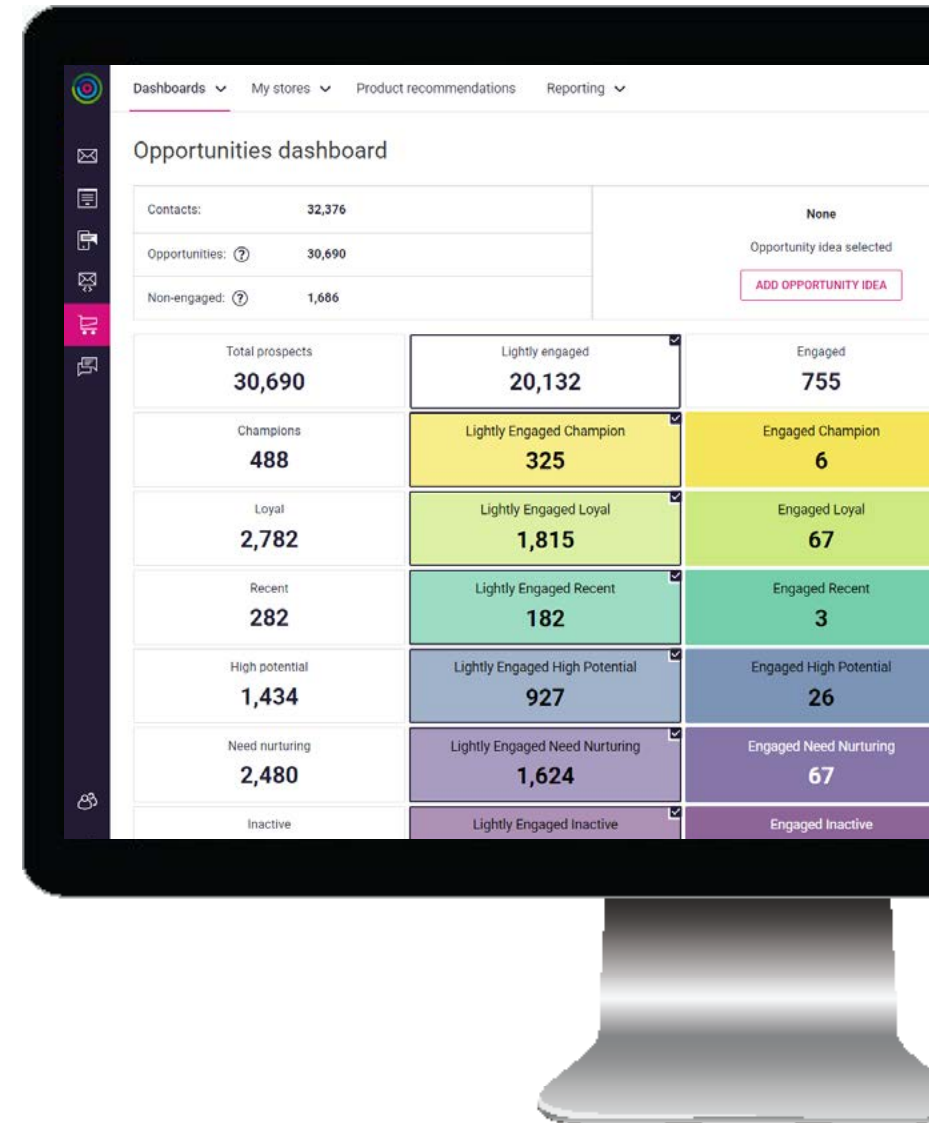 Dashboards My stores Product recommendations Reporting
Opportunities dashboard
Contacts: 32,376
Opportunities: ? 30,690
Non-engaged: ? 1,686
None
Opportunity idea selected
ADD OPPORTUNITY IDEA
Total prospects Lightly engaged Engaged
30,690 20,132 755
Champions Lightly Engaged Champion Engaged Champion
488 325 6
Loyal Lightly Engaged Loyal Engaged Loyal
2,782 1,815 67
Recent Lightly Engaged Recent Engaged Recent
282 182 3
High potential Lightly Engaged High Potential Engaged High Potential
1,434 927 26
Need nurturing Lightly Engaged Need Nurturing Engaged Need Nurturing
2,480 1,624 67
Inactive Lightly Engaged Inactive Engaged Inactive